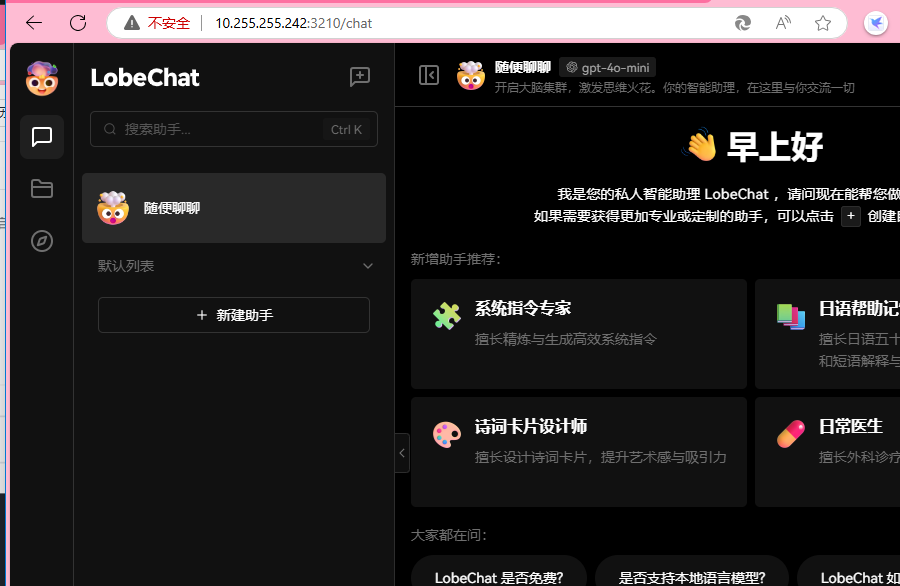 不安全
10.255.255.242:3210/chat
LobeChat
搜索助手...
Ctrl K
随便聊聊
默认列表
+ 新建助手
随便聊聊
gpt-4o-mini
开启大脑集群，激发思维火花。你的智能助理，在这里与你交流一切
👋 早上好
我是您的私人智能助理 LobeChat ，请问现在能帮您做
如果需要获得更加专业或定制的助手，可以点击 + 创建
新增助手推荐：
系统指令专家
擅长精炼与生成高效系统指令
日语帮助记
擅长日语五十
和短语解释与
诗词卡片设计师
擅长设计诗词卡片，提升艺术感与吸引力
日常医生
擅长外科诊疗
大家都在问：
LobeChat 是否免费?
是否支持本地语言模型?
LobeChat 如